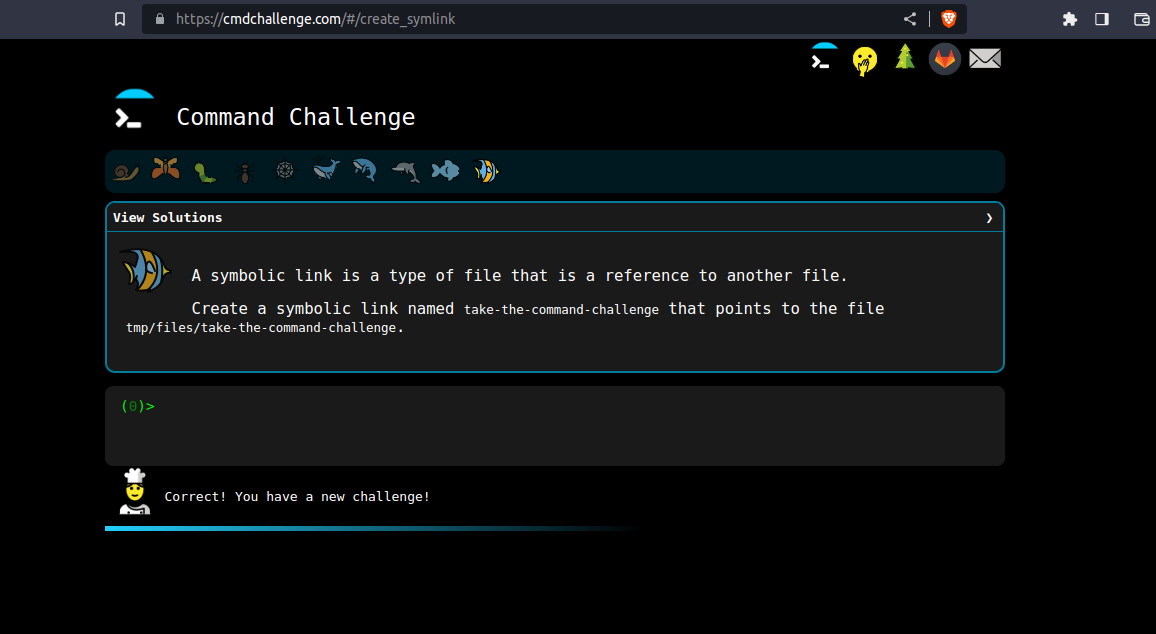 https://cmdchallenge.com/#/create_symlink
Command Challenge
View Solutions
A symbolic link is a type of file that is a reference to another file.
Create a symbolic link named take-the-command-challenge that points to the file
tmp/files/take-the-command-challenge.
(0)>
Correct! You have a new challenge!